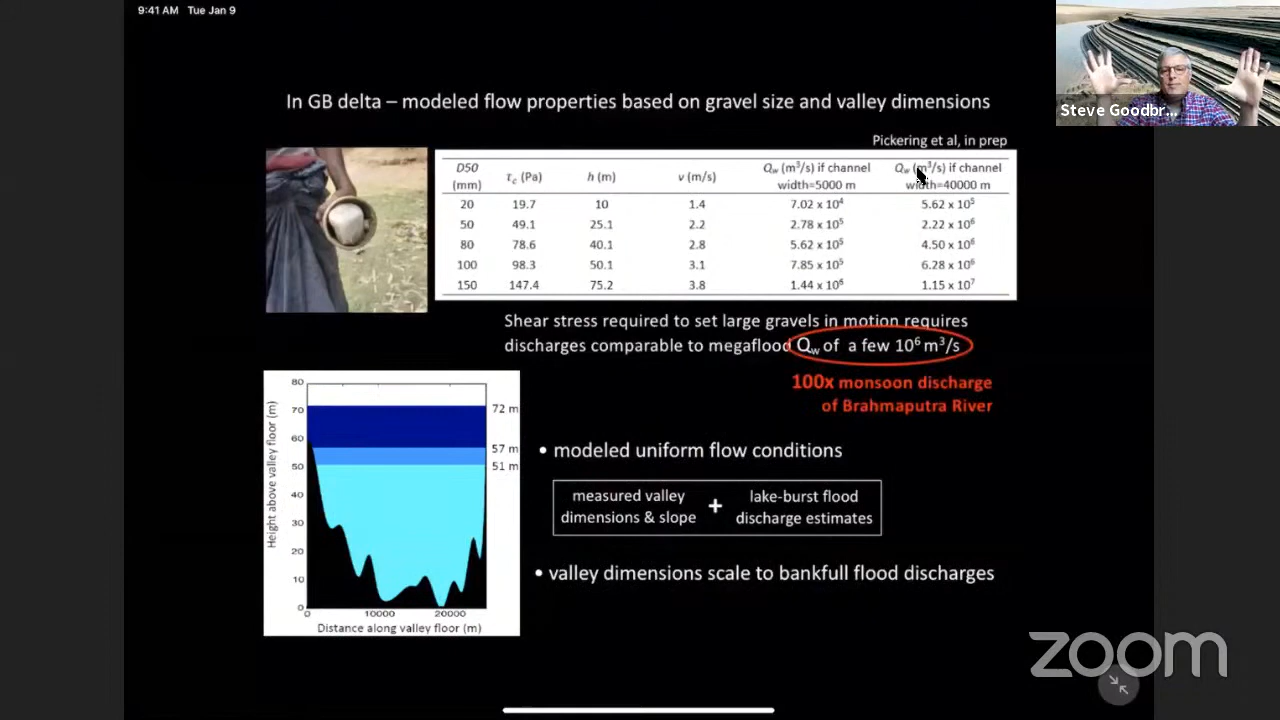 9:41 AM Tue Jan 9
Steve Goodbr...
In GB delta – modeled flow properties based on gravel size and valley dimensions
Pickering et al, in prep
D50 (mm) τc (Pa) h (m) v (m/s) Qw (m³/s) if channel width=5000 m Qw (m³/s) if channel width=40000 m
20 19.7 10 1.4 7.02 x 10⁴ 5.62 x 10⁵
50 49.1 25.1 2.2 2.78 x 10⁵ 2.22 x 10⁶
80 78.6 40.1 2.8 5.62 x 10⁵ 4.50 x 10⁶
100 98.3 50.1 3.1 7.85 x 10⁵ 6.28 x 10⁶
150 147.4 75.2 3.8 1.44 x 10⁶ 1.15 x 10⁷
Shear stress required to set large gravels in motion requires
discharges comparable to megaflood Qw of a few 10⁶ m³/s
100x monsoon discharge
of Brahmaputra River
80
70
60
50
40
30
20
10
0
Height above valley floor (m)
72 m
57 m
51 m
0 10000 20000
Distance along valley floor (m)
• modeled uniform flow conditions
measured valley
dimensions & slope
+
lake-burst flood
discharge estimates
• valley dimensions scale to bankfull flood discharges
zoom